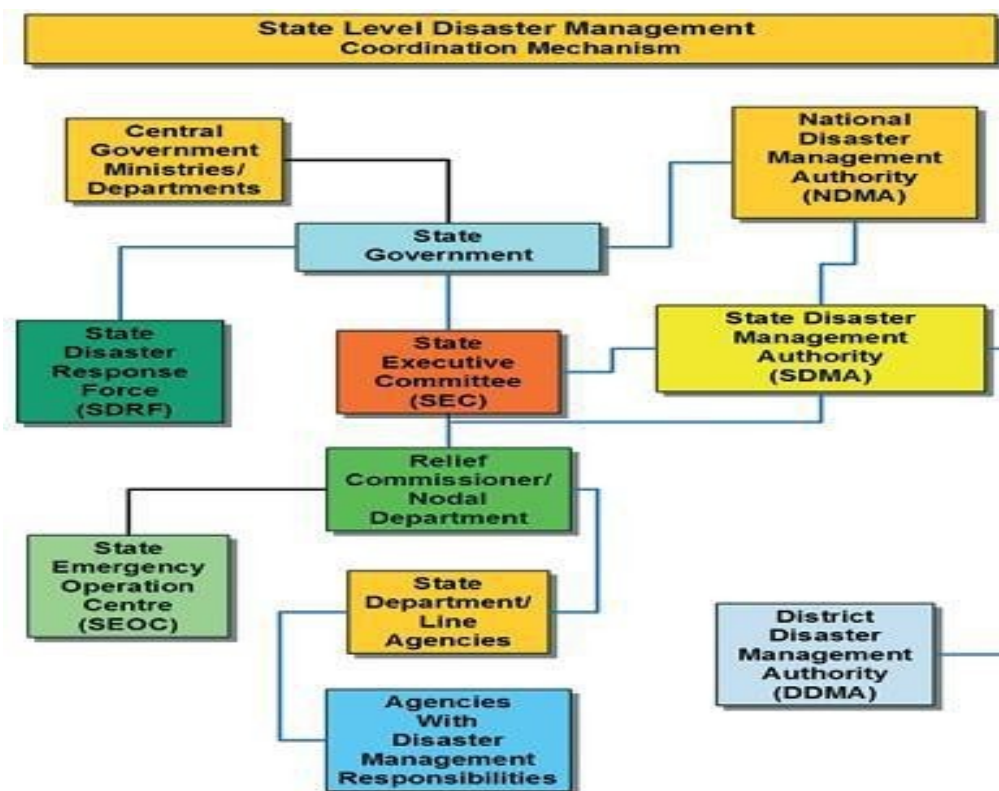 State Level Disaster Management
Coordination Mechanism
Central
Government
Ministries/
Departments
National
Disaster
Management
Authority
(NDMA)
State
Government
State
Disaster
Response
Force
(SDRF)
State
Executive
Committee
(SEC)
State Disaster
Management
Authority
(SDMA)
Relief
Commissioner/
Nodal
Department
State
Emergency
Operation
Centre
(SEOC)
State
Department/
Line
Agencies
District
Disaster
Management
Authority
(DDMA)
Agencies
With
Disaster
Management
Responsibilities